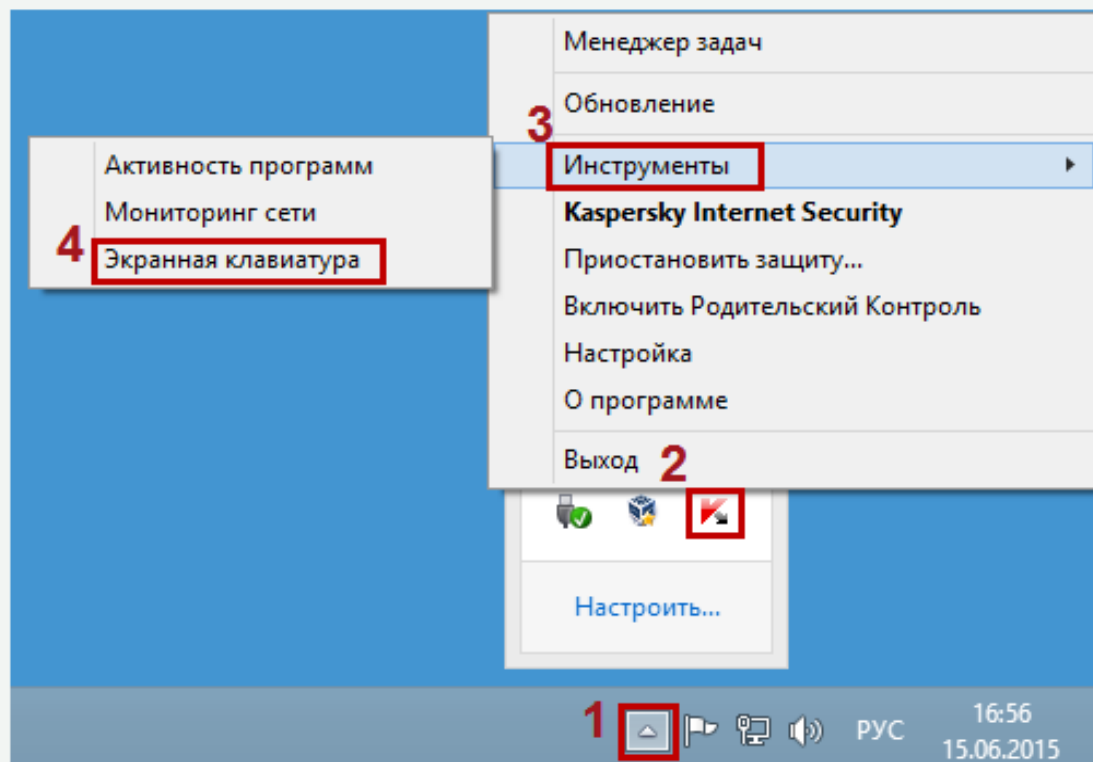 Менеджер задач
Обновление
3
Инструменты
Kaspersky Internet Security
Приостановить защиту...
Включить Родительский Контроль
Настройка
О программе
Выход
2
Активность программ
Мониторинг сети
4
Экранная клавиатура
Настроить...
1
РУС
16:56
15.06.2015